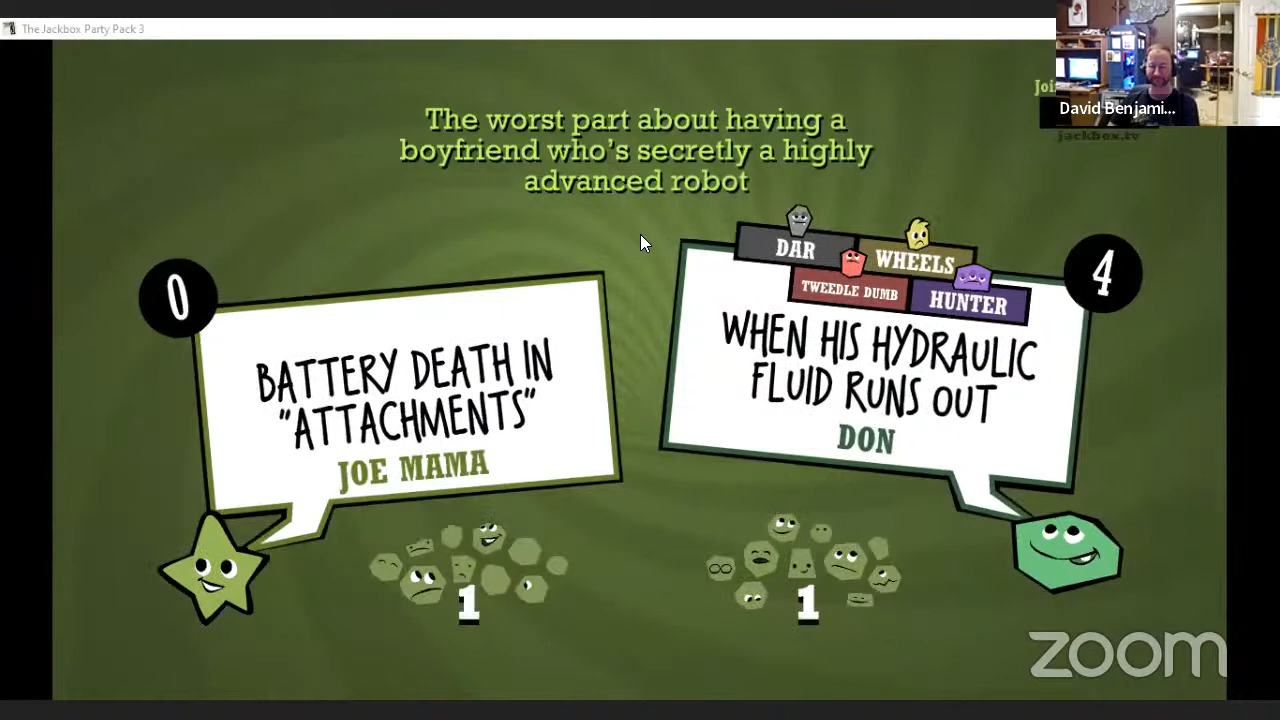 The Jackbox Party Pack 3
The worst part about having a
boyfriend who's secretly a highly
advanced robot
Joi
David Benjami...
jackbox.tv
0
BATTERY DEATH IN
"ATTACHMENTS"
JOE MAMA
DAR
WHEELS
TWEEDLE DUMB
HUNTER
4
WHEN HIS HYDRAULIC
FLUID RUNS OUT
DON
1
1
zoom